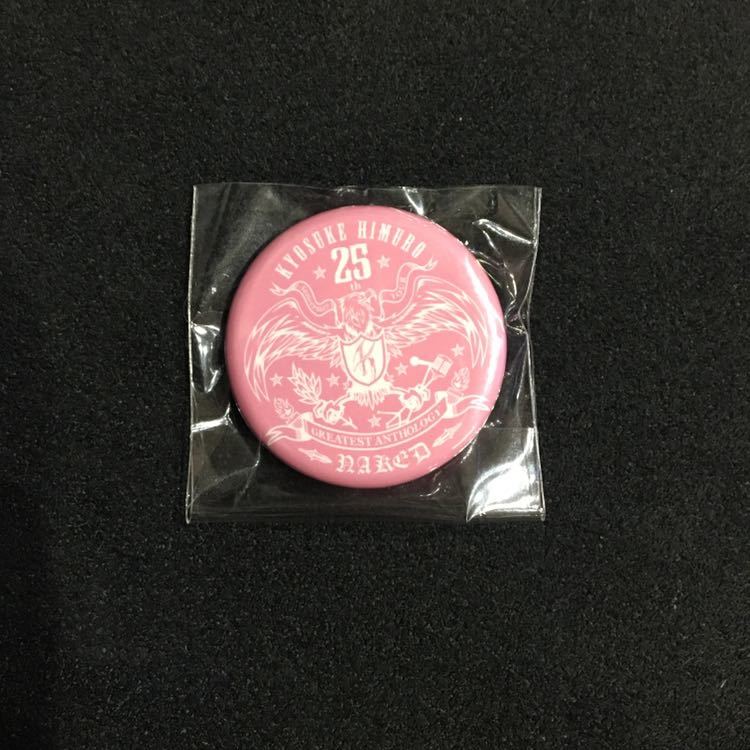 KYOSUKE HIMURO
25
th
K
GREATEST ANTHOLOGY
NAKED